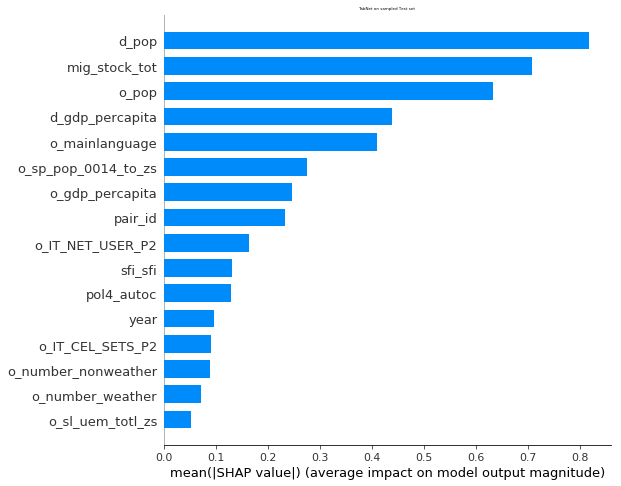 TabNet on sampled Test set
d_pop
mig_stock_tot
o_pop
d_gdp_percapita
o_mainlanguage
o_sp_pop_0014_to_zs
o_gdp_percapita
pair_id
o_IT_NET_USER_P2
sfi_sfi
pol4_autoc
year
o_IT_CEL_SETS_P2
o_number_nonweather
o_number_weather
o_sl_uem_totl_zs
0.0 0.1 0.2 0.3 0.4 0.5 0.6 0.7 0.8
mean(|SHAP value|) (average impact on model output magnitude)